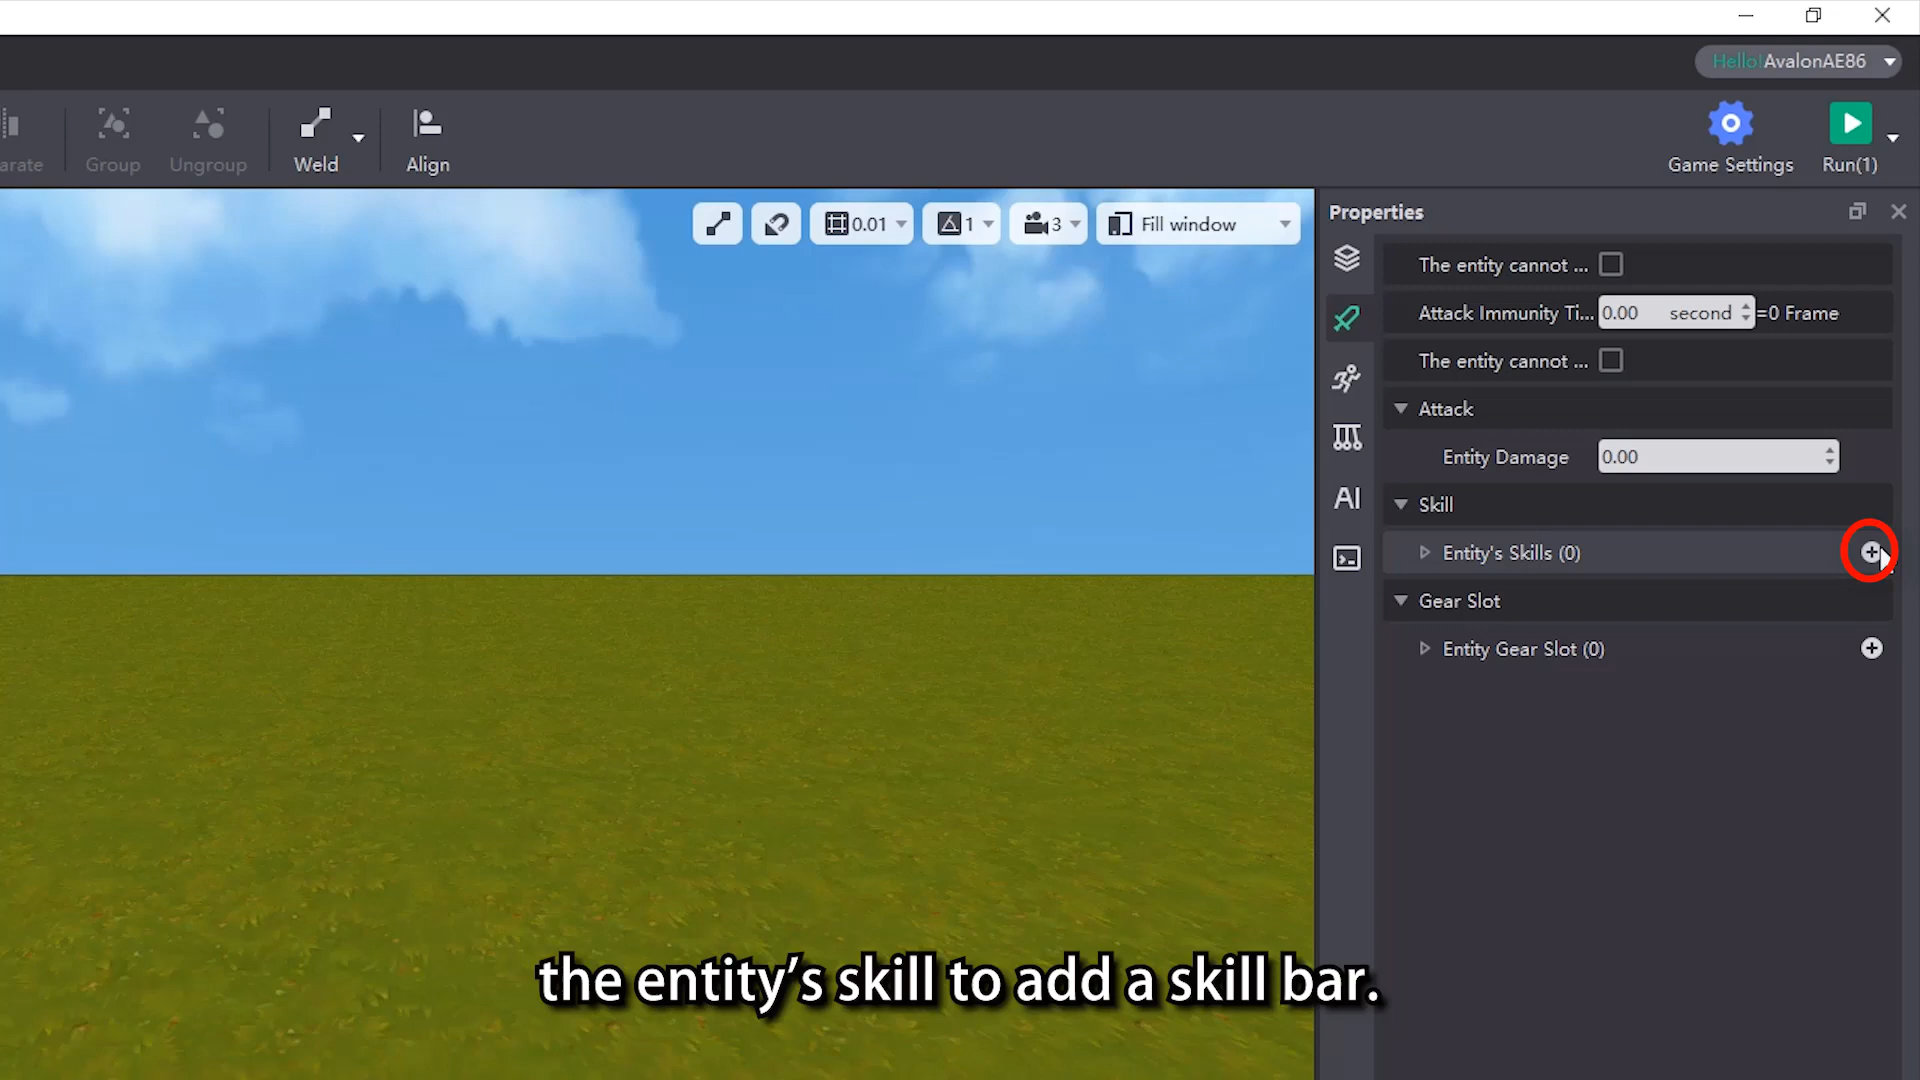 Hello!AvalonAE86
arate
Group
Ungroup
Weld
Align
Game Settings
Run(1)
0.01
1
3
Fill window
Properties
The entity cannot ...
Attack Immunity Ti...
0.00 second =0 Frame
The entity cannot ...
Attack
Entity Damage 0.00
Skill
AI
Entity's Skills (0)
Gear Slot
Entity Gear Slot (0)
the entity’s skill to add a skill bar.